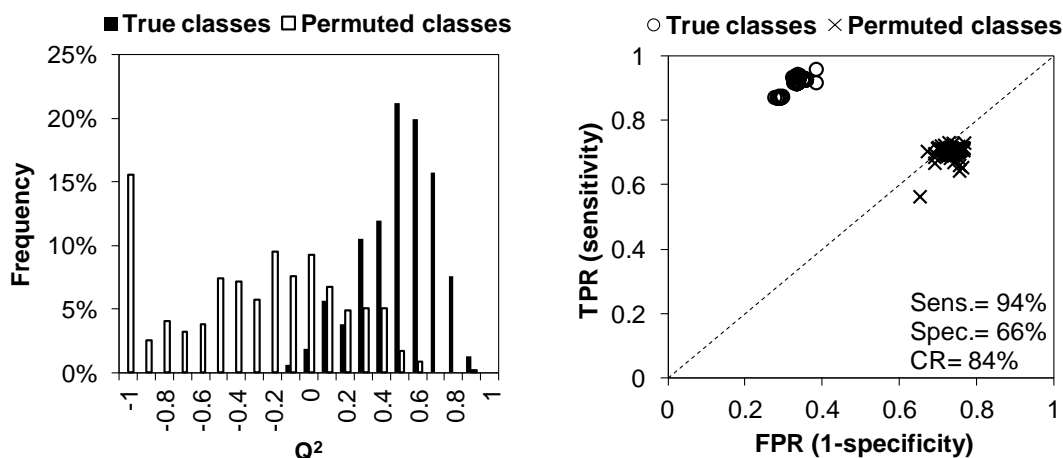 True classes Permuted classes
25%
20%
15%
10%
5%
0%
Frequency
-1
-0.8
-0.6
-0.4
-0.2
0
0.2
0.4
0.6
0.8
1
Q²
True classes Permuted classes
1
0.8
0.6
0.4
0.2
0
TPR (sensitivity)
Sens.= 94%
Spec.= 66%
CR= 84%
0 0.2 0.4 0.6 0.8 1
FPR (1-specificity)